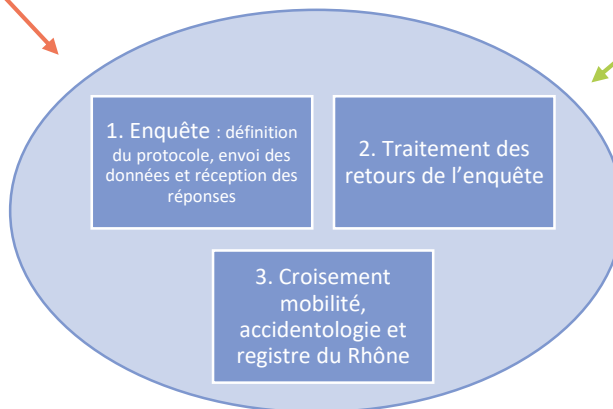 1. Enquête : définition
du protocole, envoi des
données et réception des
réponses
2. Traitement des
retours de l’enquête
3. Croisement
mobilité,
accidentologie et
registre du Rhône